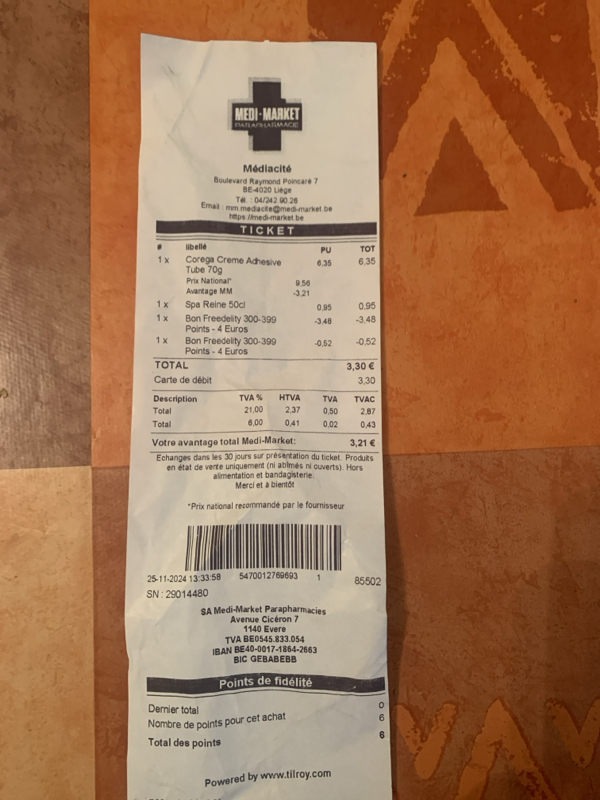 MEDI-MARKET
PARAPHARMACIE
Médiacité
Boulevard Raymond Poincaré 7
BE-4020 Liège
Tél. : 04/242.90.26
Email : mm.mediacite@medi-market.be
https://medi-market.be
TICKET
# libellé PU TOT
1 x Corega Creme Adhesive 6,35 6,35
Tube 70g
Prix National* 9,56
Avantage MM -3,21
1 x Spa Reine 50cl 0,95 0,95
1 x Bon Freedelity 300-399 -3,48 -3,48
Points - 4 Euros
1 x Bon Freedelity 300-399 -0,52 -0,52
Points - 4 Euros
TOTAL 3,30 €
Carte de débit 3,30
Description TVA % HTVA TVA TVAC
Total 21,00 2,37 0,50 2,87
Total 6,00 0,41 0,02 0,43
Votre avantage total Medi-Market: 3,21 €
Echanges dans les 30 jours sur présentation du ticket. Produits
en état de vente uniquement (ni abîmés ni ouverts). Hors
alimentation et bandagisterie.
Merci et à bientôt
*Prix national recommandé par le fournisseur
25-11-2024 13:33:58 5470012769693 1 85502
SN : 29014480
SA Medi-Market Parapharmacies
Avenue Cicéron 7
1140 Evere
TVA BE0545.833.054
IBAN BE40-0017-1864-2663
BIC GEBABEBB
Points de fidélité
Dernier total 0
Nombre de points pour cet achat 6
Total des points 6
Powered by www.tilroy.com